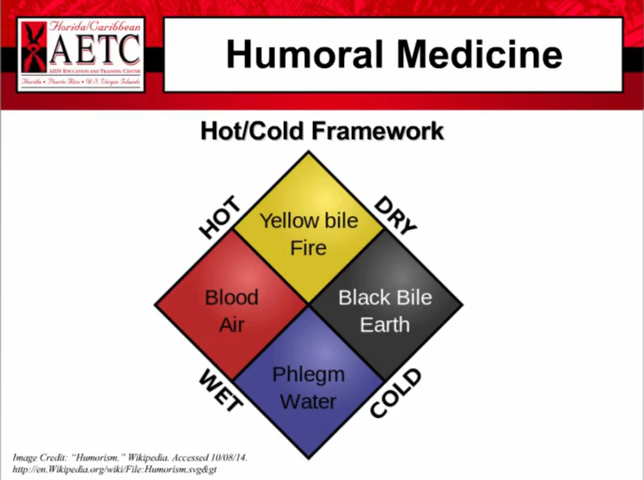 Florida/Caribbean
AETC
AIDS EDUCATION AND TRAINING CENTER
Florida • Puerto Rico • U.S. Virgin Islands
Humoral Medicine
Hot/Cold Framework
HOT
DRY
Yellow bile
Fire
Blood
Air
Black Bile
Earth
Phlegm
Water
WET
COLD
Image Credit: “Humorism,” Wikipedia. Accessed 10/08/14.
http://en.Wikipedia.org/wiki/File:Humorism.svg&gt